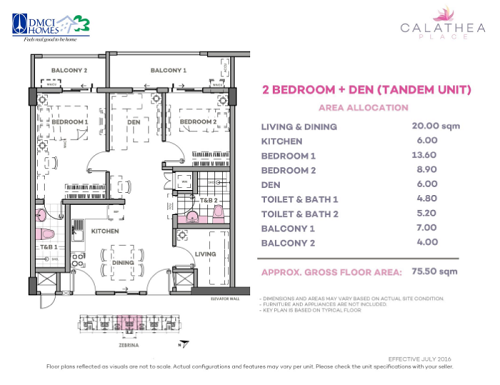 DMCI
HOMES
Feels real good to be home
CALATHEA
PLACE
2 BEDROOM + DEN (TANDEM UNIT)
AREA ALLOCATION
LIVING & DINING 20.00 sqm
KITCHEN 6.00
BEDROOM 1 13.60
BEDROOM 2 8.90
DEN 6.00
TOILET & BATH 1 4.80
TOILET & BATH 2 5.20
BALCONY 1 7.00
BALCONY 2 4.00
APPROX. GROSS FLOOR AREA: 75.50 sqm
- DIMENSIONS AND AREAS MAY VARY BASED ON ACTUAL SITE CONDITION.
- FURNITURE AND APPLIANCES ARE NOT INCLUDED.
- KEY PLAN IS BASED ON TYPICAL FLOOR
BALCONY 2
BALCONY 1
BEDROOM 1
DEN
BEDROOM 2
T&B 2
KITCHEN
T&B 1
DINING
LIVING
ELEVATOR WALL
ZEBRINA
N
EFFECTIVE JULY 2016
Floor plans reflected as visuals are not to scale. Actual configurations and features may vary per unit. Please check the unit specifications with your seller.